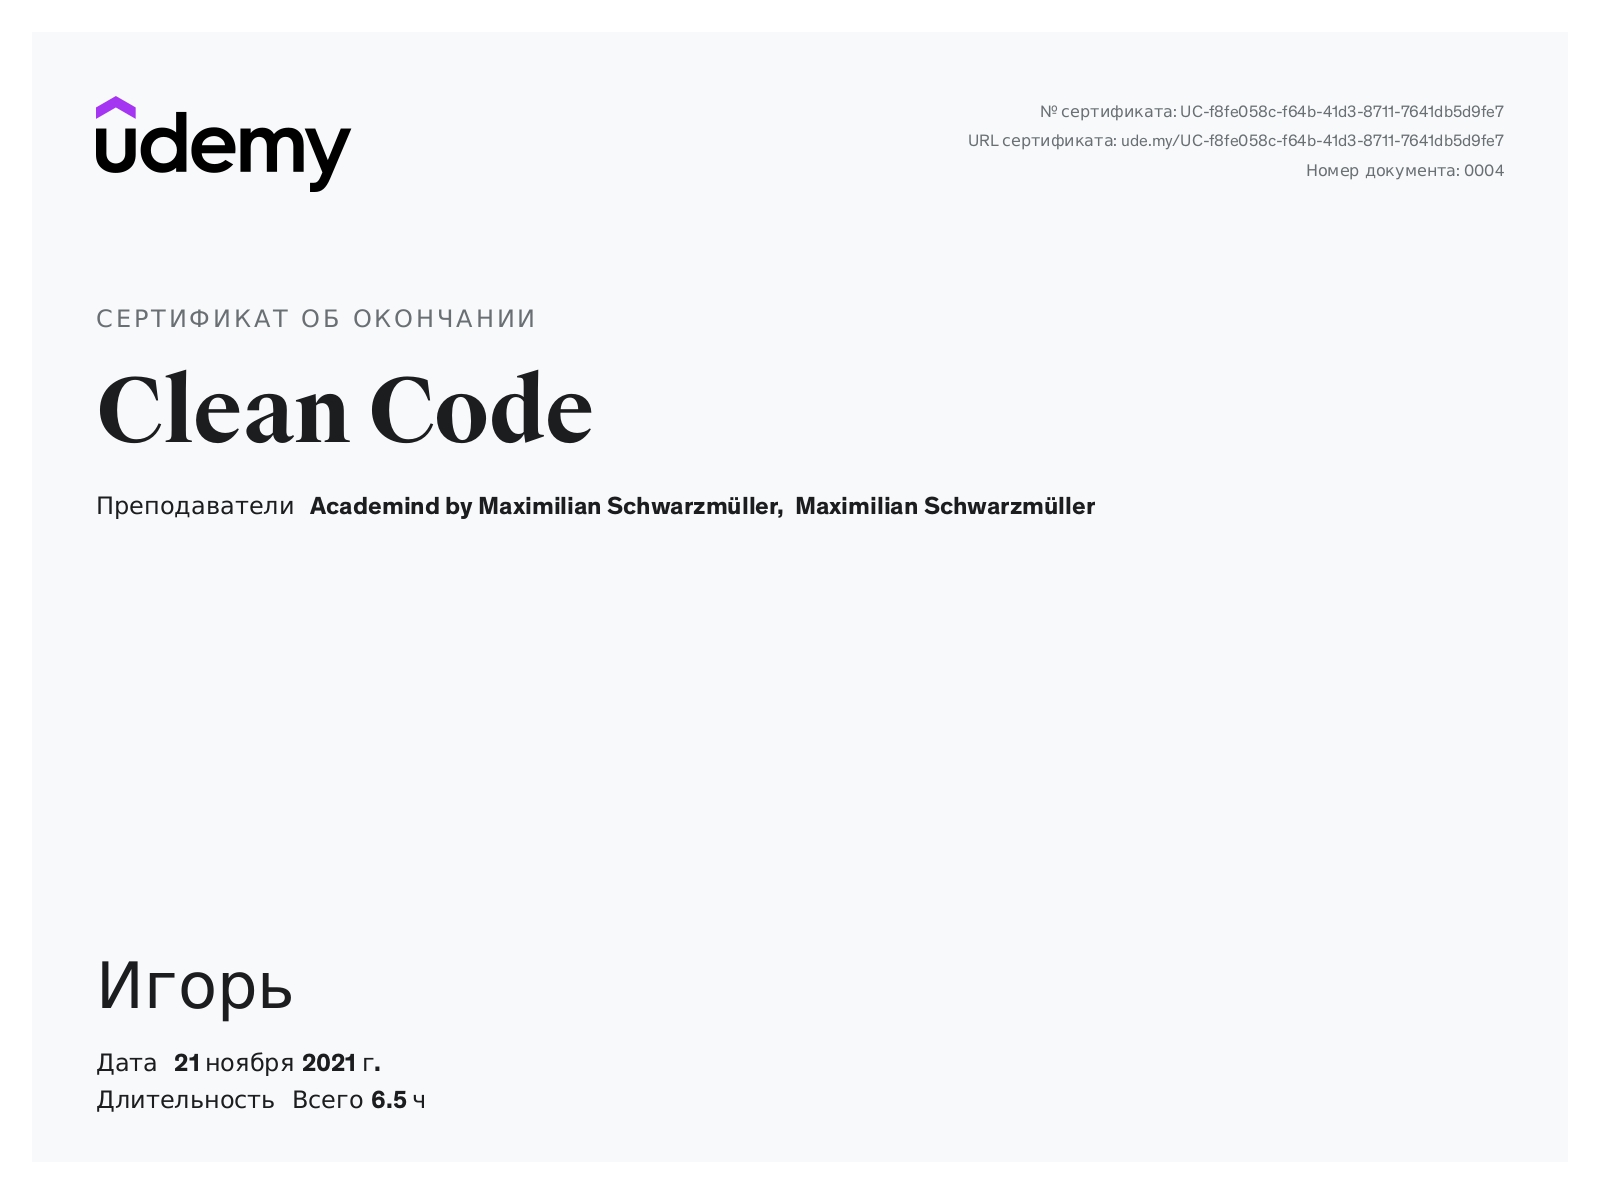 udemy
№ сертификата: UC-f8fe058c-f64b-41d3-8711-7641db5d9fe7
URL сертификата: ude.my/UC-f8fe058c-f64b-41d3-8711-7641db5d9fe7
Номер документа: 0004
СЕРТИФИКАТ ОБ ОКОНЧАНИИ
Clean Code
Преподаватели Academind by Maximilian Schwarzmüller, Maximilian Schwarzmüller
Игорь
Дата 21 ноября 2021 г.
Длительность Всего 6.5 ч